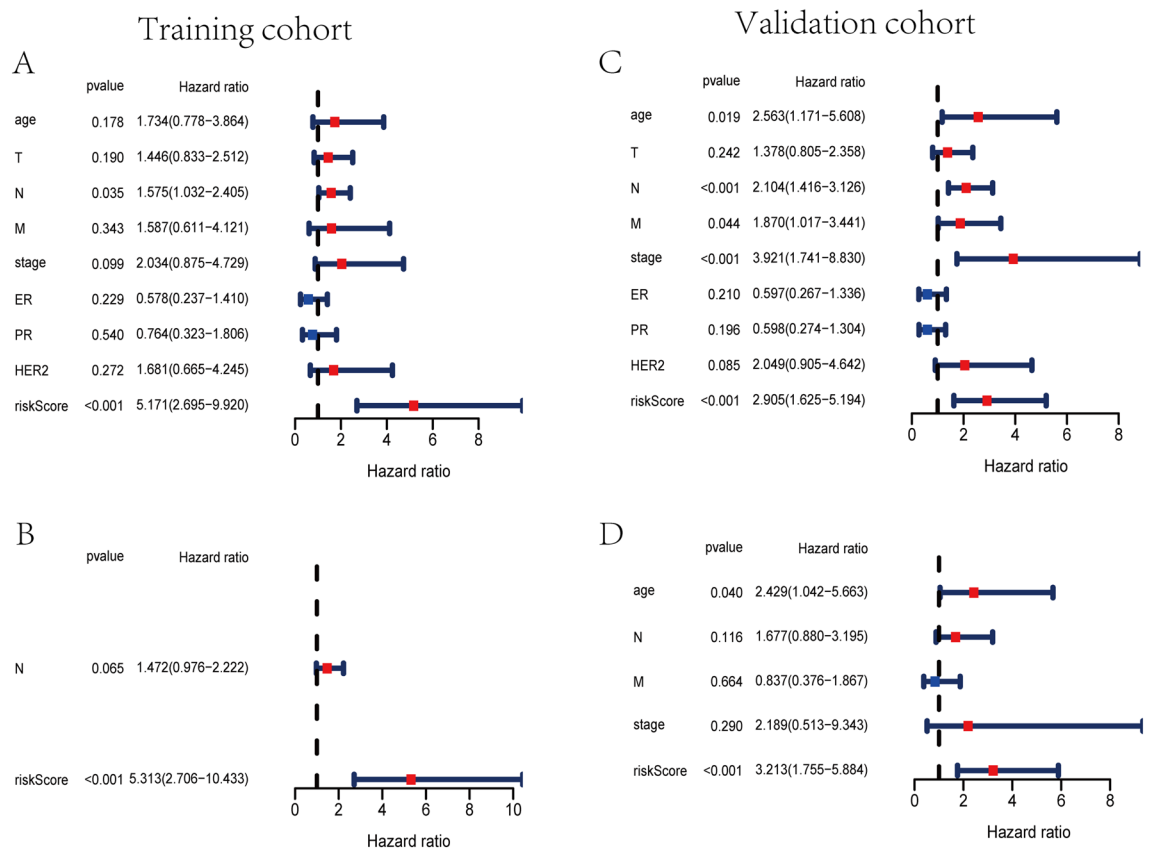 Training cohort
A
pvalue Hazard ratio
age 0.178 1.734(0.778−3.864)
T 0.190 1.446(0.833−2.512)
N 0.035 1.575(1.032−2.405)
M 0.343 1.587(0.611−4.121)
stage 0.099 2.034(0.875−4.729)
ER 0.229 0.578(0.237−1.410)
PR 0.540 0.764(0.323−1.806)
HER2 0.272 1.681(0.665−4.245)
riskScore <0.001 5.171(2.695−9.920)
0 2 4 6 8
Hazard ratio
B
pvalue Hazard ratio
N 0.065 1.472(0.976−2.222)
riskScore <0.001 5.313(2.706−10.433)
0 2 4 6 8 10
Hazard ratio
Validation cohort
C
pvalue Hazard ratio
age 0.019 2.563(1.171−5.608)
T 0.242 1.378(0.805−2.358)
N <0.001 2.104(1.416−3.126)
M 0.044 1.870(1.017−3.441)
stage <0.001 3.921(1.741−8.830)
ER 0.210 0.597(0.267−1.336)
PR 0.196 0.598(0.274−1.304)
HER2 0.085 2.049(0.905−4.642)
riskScore <0.001 2.905(1.625−5.194)
0 2 4 6 8
Hazard ratio
D
pvalue Hazard ratio
age 0.040 2.429(1.042−5.663)
N 0.116 1.677(0.880−3.195)
M 0.664 0.837(0.376−1.867)
stage 0.290 2.189(0.513−9.343)
riskScore <0.001 3.213(1.755−5.884)
0 2 4 6 8
Hazard ratio